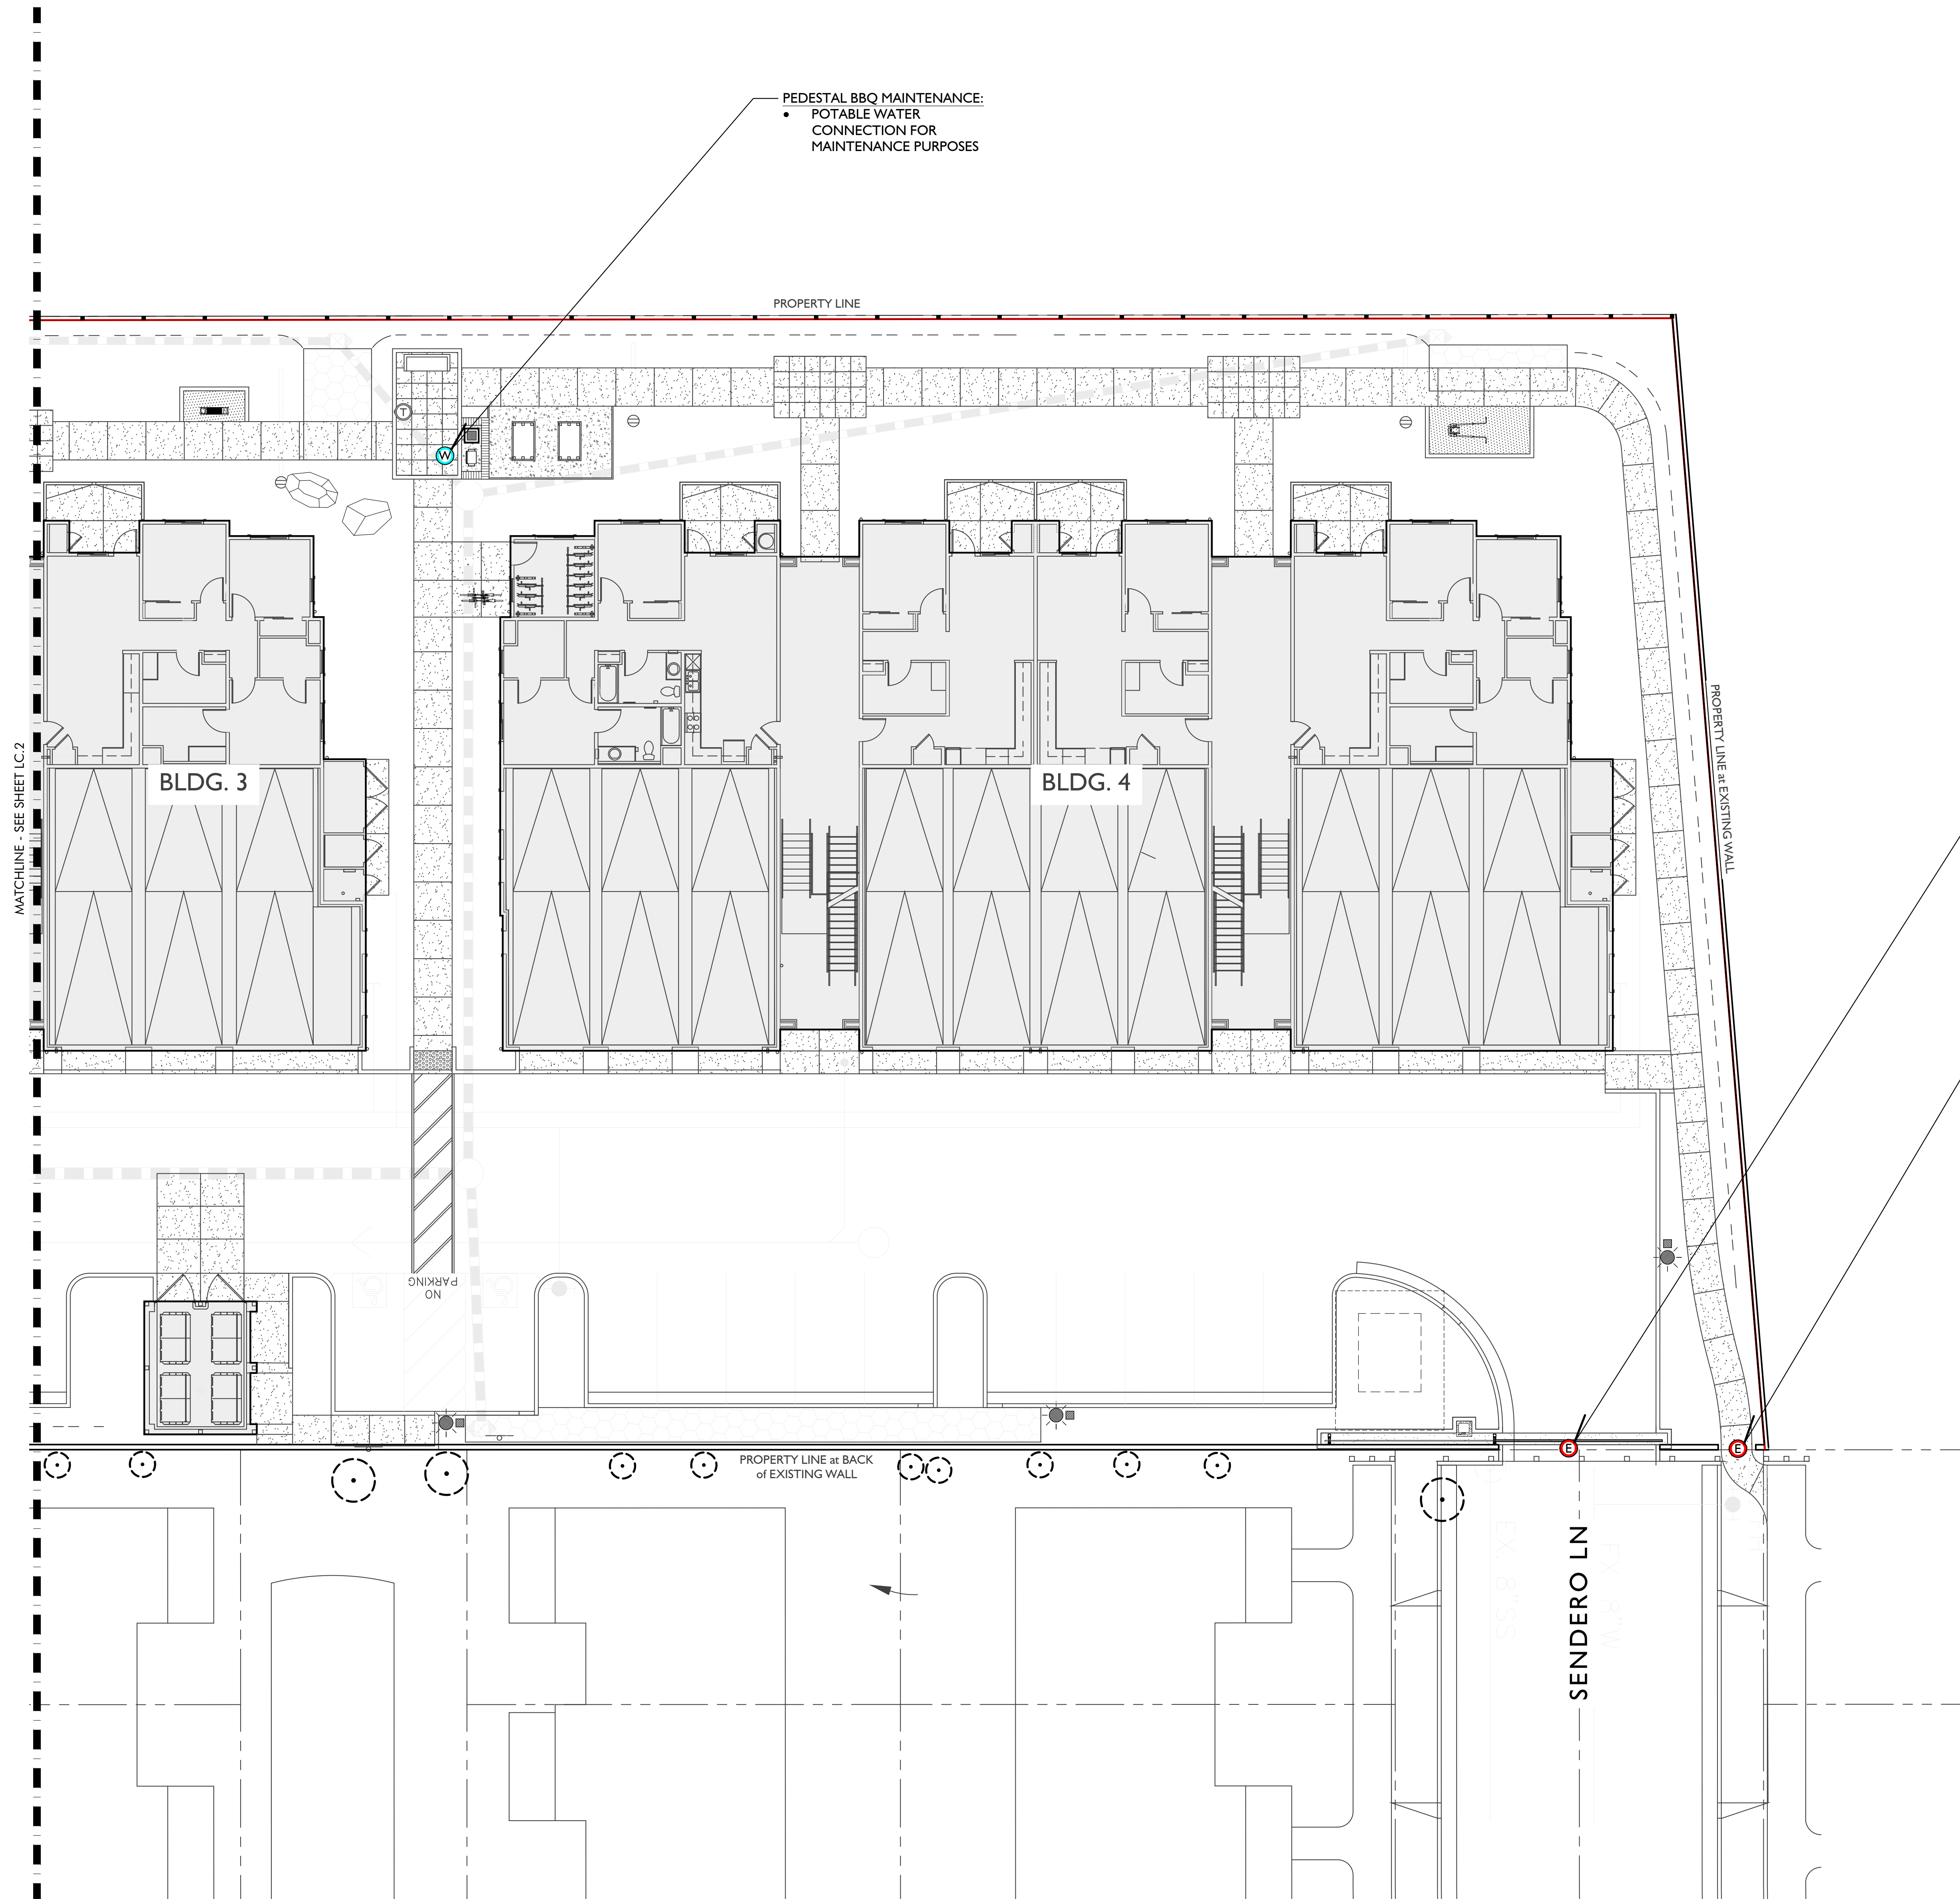 PEDESTAL BBQ MAINTENANCE:
• POTABLE WATER
CONNECTION FOR
MAINTENANCE PURPOSES
PROPERTY LINE
T
W
MATCHLINE - SEE SHEET LC.2
BLDG. 3
BLDG. 4
PROPERTY LINE at EXISTING WALL
NO
PARKING
E
E
PROPERTY LINE at BACK
of EXISTING WALL
SENDERO LN
EX. 8"SS
EX. 8"W